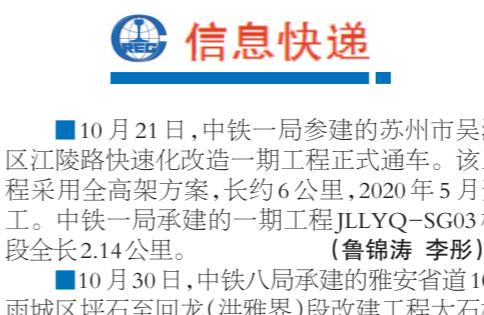 CREG
信息快递
■10月21日，中铁一局参建的苏州市吴
区江陵路快速化改造一期工程正式通车。该
程采用全高架方案，长约6公里，2020年5月
工。中铁一局承建的一期工程JLLYQ-SG03
段全长2.14公里。 （鲁锦涛 李彤）
■10月30日，中铁八局承建的雅安省道10
雨城区坪石至回龙（洪雅界）段改建工程大石